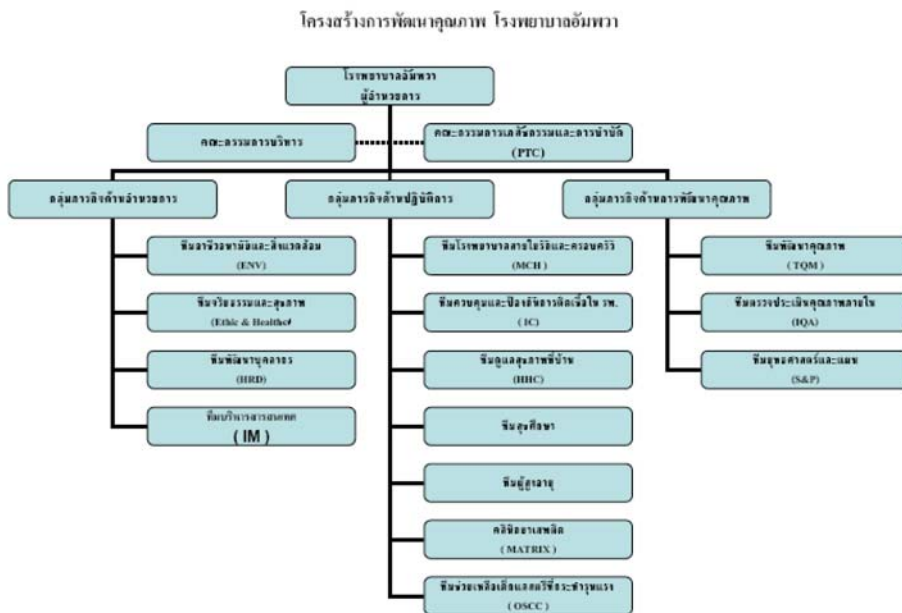 โครงสร้างการพัฒนาคุณภาพ โรงพยาบาลอัมพวา
โรงพยาบาลอัมพวา
ผู้อำนวยการ
คณะกรรมการบริหาร
คณะกรรมการเภสัชกรรมและการบำบัด
(PTC)
กลุ่มภารกิจด้านอำนวยการ
กลุ่มภารกิจด้านปฏิบัติการ
กลุ่มภารกิจด้านการพัฒนาคุณภาพ
ทีมอาชีวอนามัยและสิ่งแวดล้อม
(ENV)
ทีมจริยธรรมและสุขภาพ
(Ethic & Healthc
ทีมพัฒนาบุคลากร
(HRD)
ทีมบริหารสารสนเทศ
( IM )
ทีมโรงพยาบาลสายใยรักและครอบครัว
(MCH )
ทีมควบคุมและป้องกันการติดเชื้อใน รพ.
( IC)
ทีมดูแลสุขภาพที่บ้าน
(HHC)
ทีมสุขศึกษา
ทีมผู้สูงอายุ
คลินิกยาเสพติด
( MATRIX )
ทีมช่วยเหลือเด็กและสตรีที่ถูกกระทำรุนแรง
( OSCC )
ทีมพัฒนาคุณภาพ
( TQM )
ทีมตรวจประเมินคุณภาพภายใน
(IQA)
ทีมยุทธศาสตร์และแผน
(S&P)